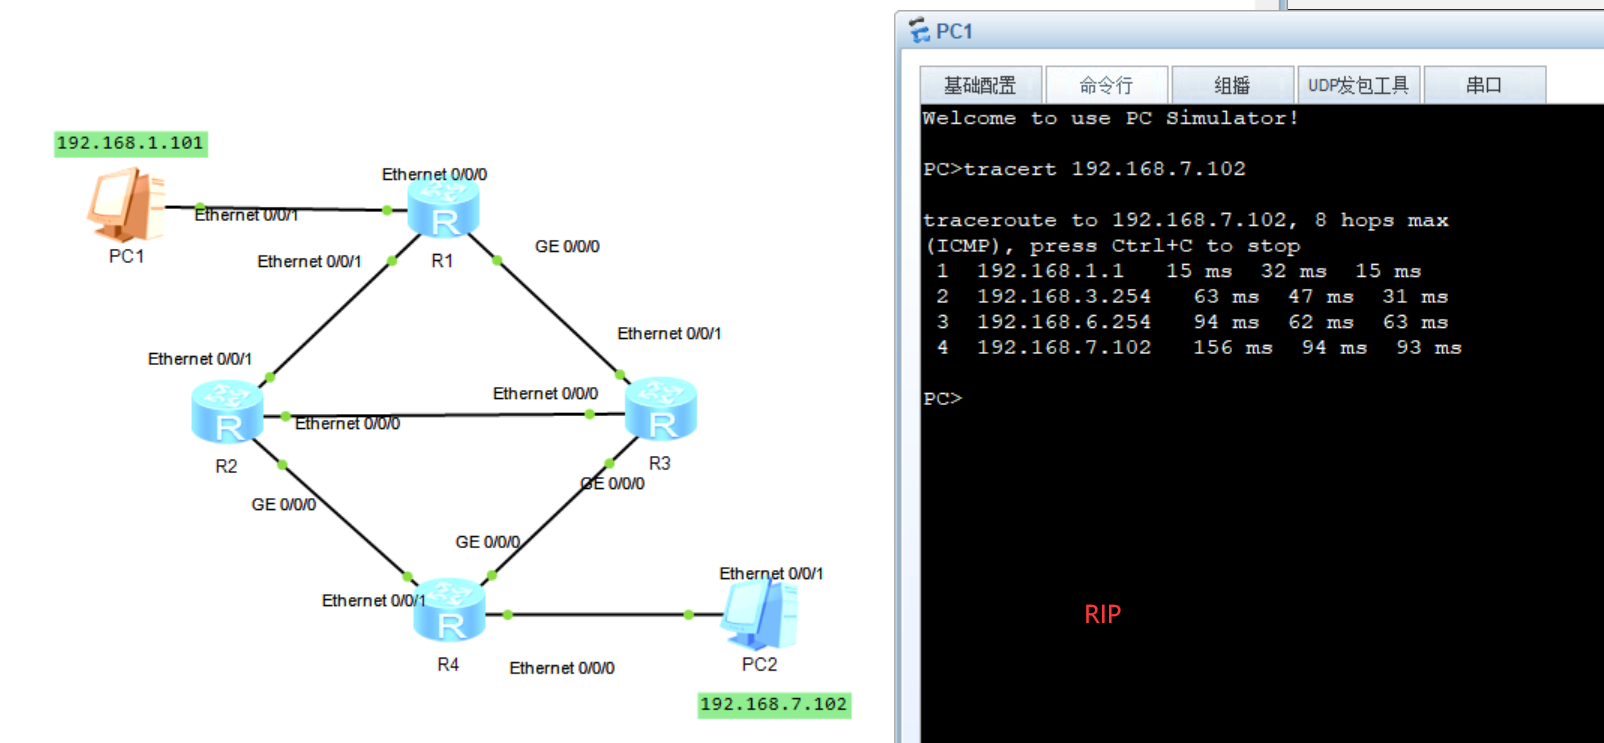 192.168.1.101
Ethernet 0/0/0
Ethernet 0/0/1
PC1
R
R1
Ethernet 0/0/1
GE 0/0/0
Ethernet 0/0/1
Ethernet 0/0/1
Ethernet 0/0/0
Ethernet 0/0/0
R
R2
R
R3
GE 0/0/0
GE 0/0/0
GE 0/0/0
Ethernet 0/0/1
R
R4
Ethernet 0/0/0
Ethernet 0/0/1
PC2
192.168.7.102
PC1
基础配置 命令行 组播 UDP发包工具 串口
Welcome to use PC Simulator!
PC>tracert 192.168.7.102
traceroute to 192.168.7.102, 8 hops max
(ICMP), press Ctrl+C to stop
1 192.168.1.1 15 ms 32 ms 15 ms
2 192.168.3.254 63 ms 47 ms 31 ms
3 192.168.6.254 94 ms 62 ms 63 ms
4 192.168.7.102 156 ms 94 ms 93 ms
PC>
RIP